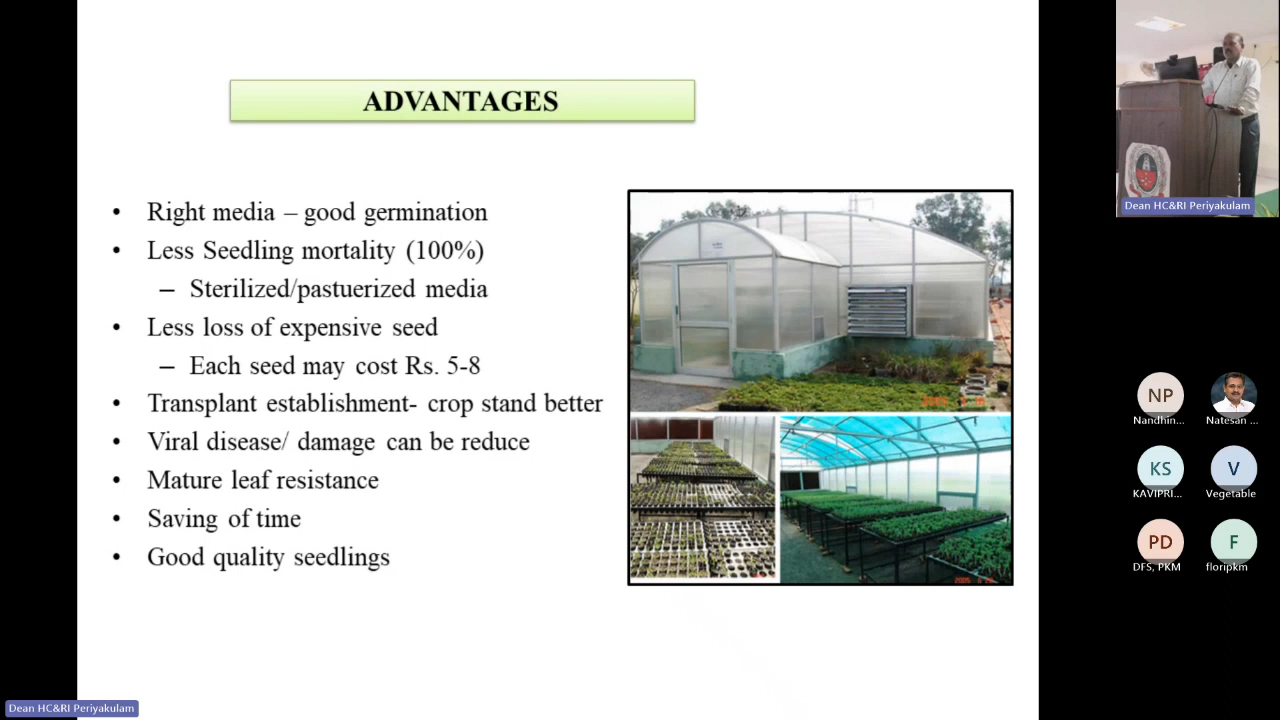 ADVANTAGES
• Right media – good germination
• Less Seedling mortality (100%)
– Sterilized/pastuerized media
• Less loss of expensive seed
– Each seed may cost Rs. 5-8
• Transplant establishment- crop stand better
• Viral disease/ damage can be reduce
• Mature leaf resistance
• Saving of time
• Good quality seedlings
Dean HC&RI Periyakulam
NP
Nandhin...
Natesan ...
KS
KAVIPRI...
V
Vegetable
PD
DFS, PKM
F
floripkm
Dean HC&RI Periyakulam